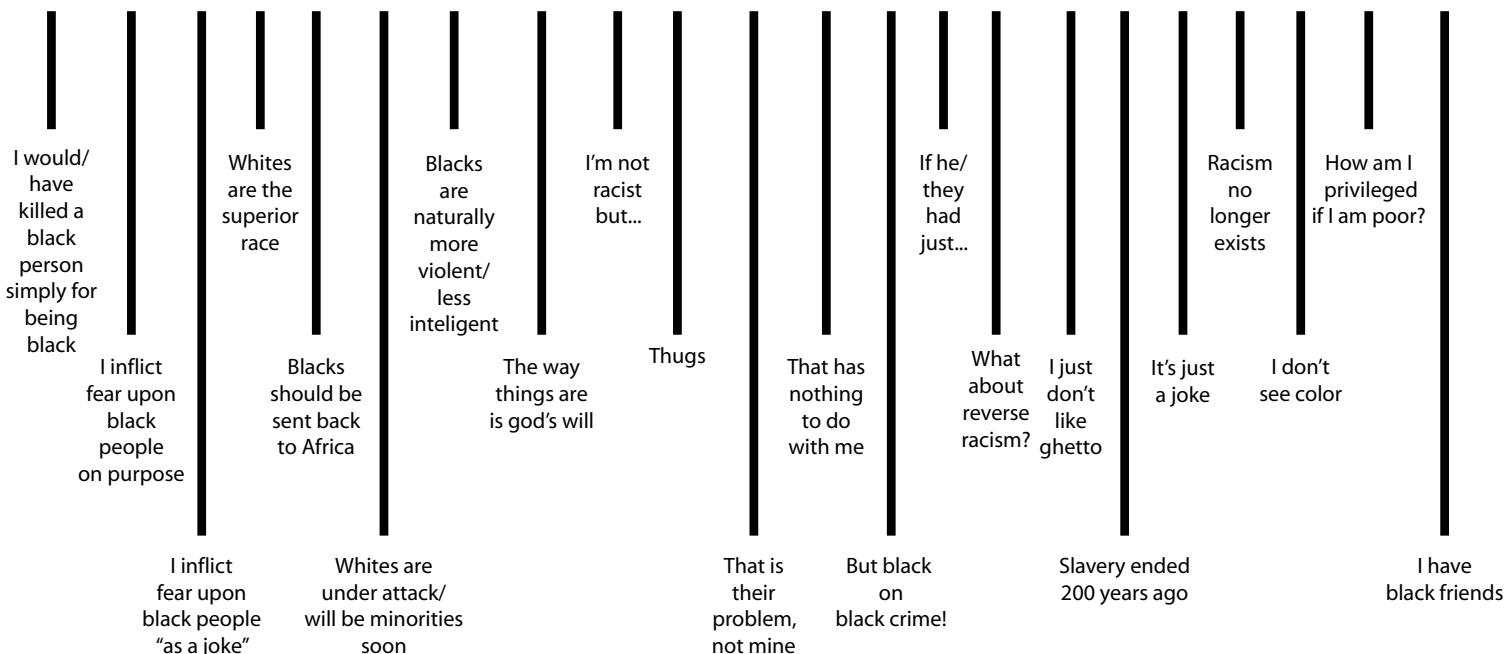 I would/
have
killed a
black
person
simply for
being
black
I inflict
fear upon
black
people
on purpose
I inflict
fear upon
black people
“as a joke”
Whites
are the
superior
race
Blacks
should be
sent back
to Africa
Whites are
under attack/
will be minorities
soon
Blacks
are
naturally
more
violent/
less
inteligent
The way
things are
is god’s will
I’m not
racist
but...
Thugs
That is
their
problem,
not mine
That has
nothing
to do
with me
But black
on
black crime!
If he/
they
had
just...
What
about
reverse
racism?
I just
don’t
like
ghetto
Slavery ended
200 years ago
It’s just
a joke
Racism
no
longer
exists
I don’t
see color
How am I
privileged
if I am poor?
I have
black friends